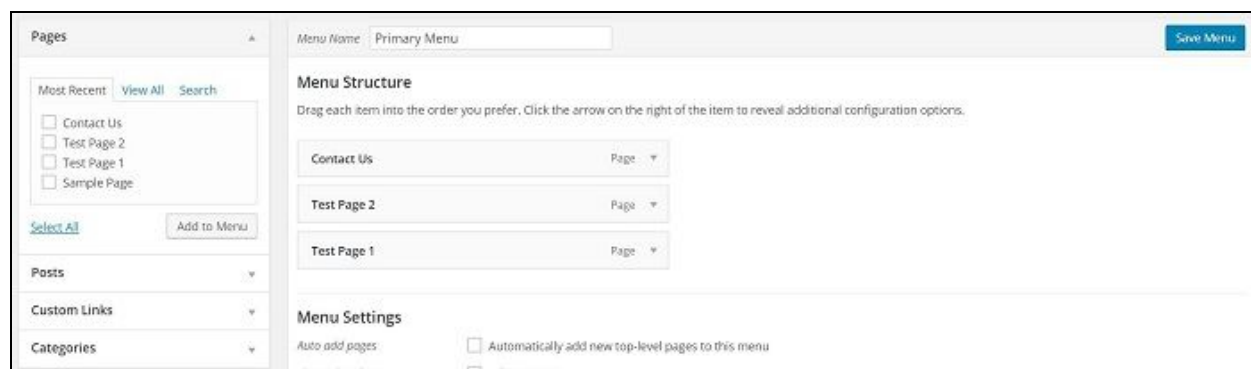 Pages
Most Recent View All Search
Contact Us
Test Page 2
Test Page 1
Sample Page
Select All Add to Menu
Posts
Custom Links
Categories
Menu Name Primary Menu Save Menu
Menu Structure
Drag each item into the order you prefer. Click the arrow on the right of the item to reveal additional configuration options.
Contact Us Page
Test Page 2 Page
Test Page 1 Page
Menu Settings
Auto add pages Automatically add new top-level pages to this menu